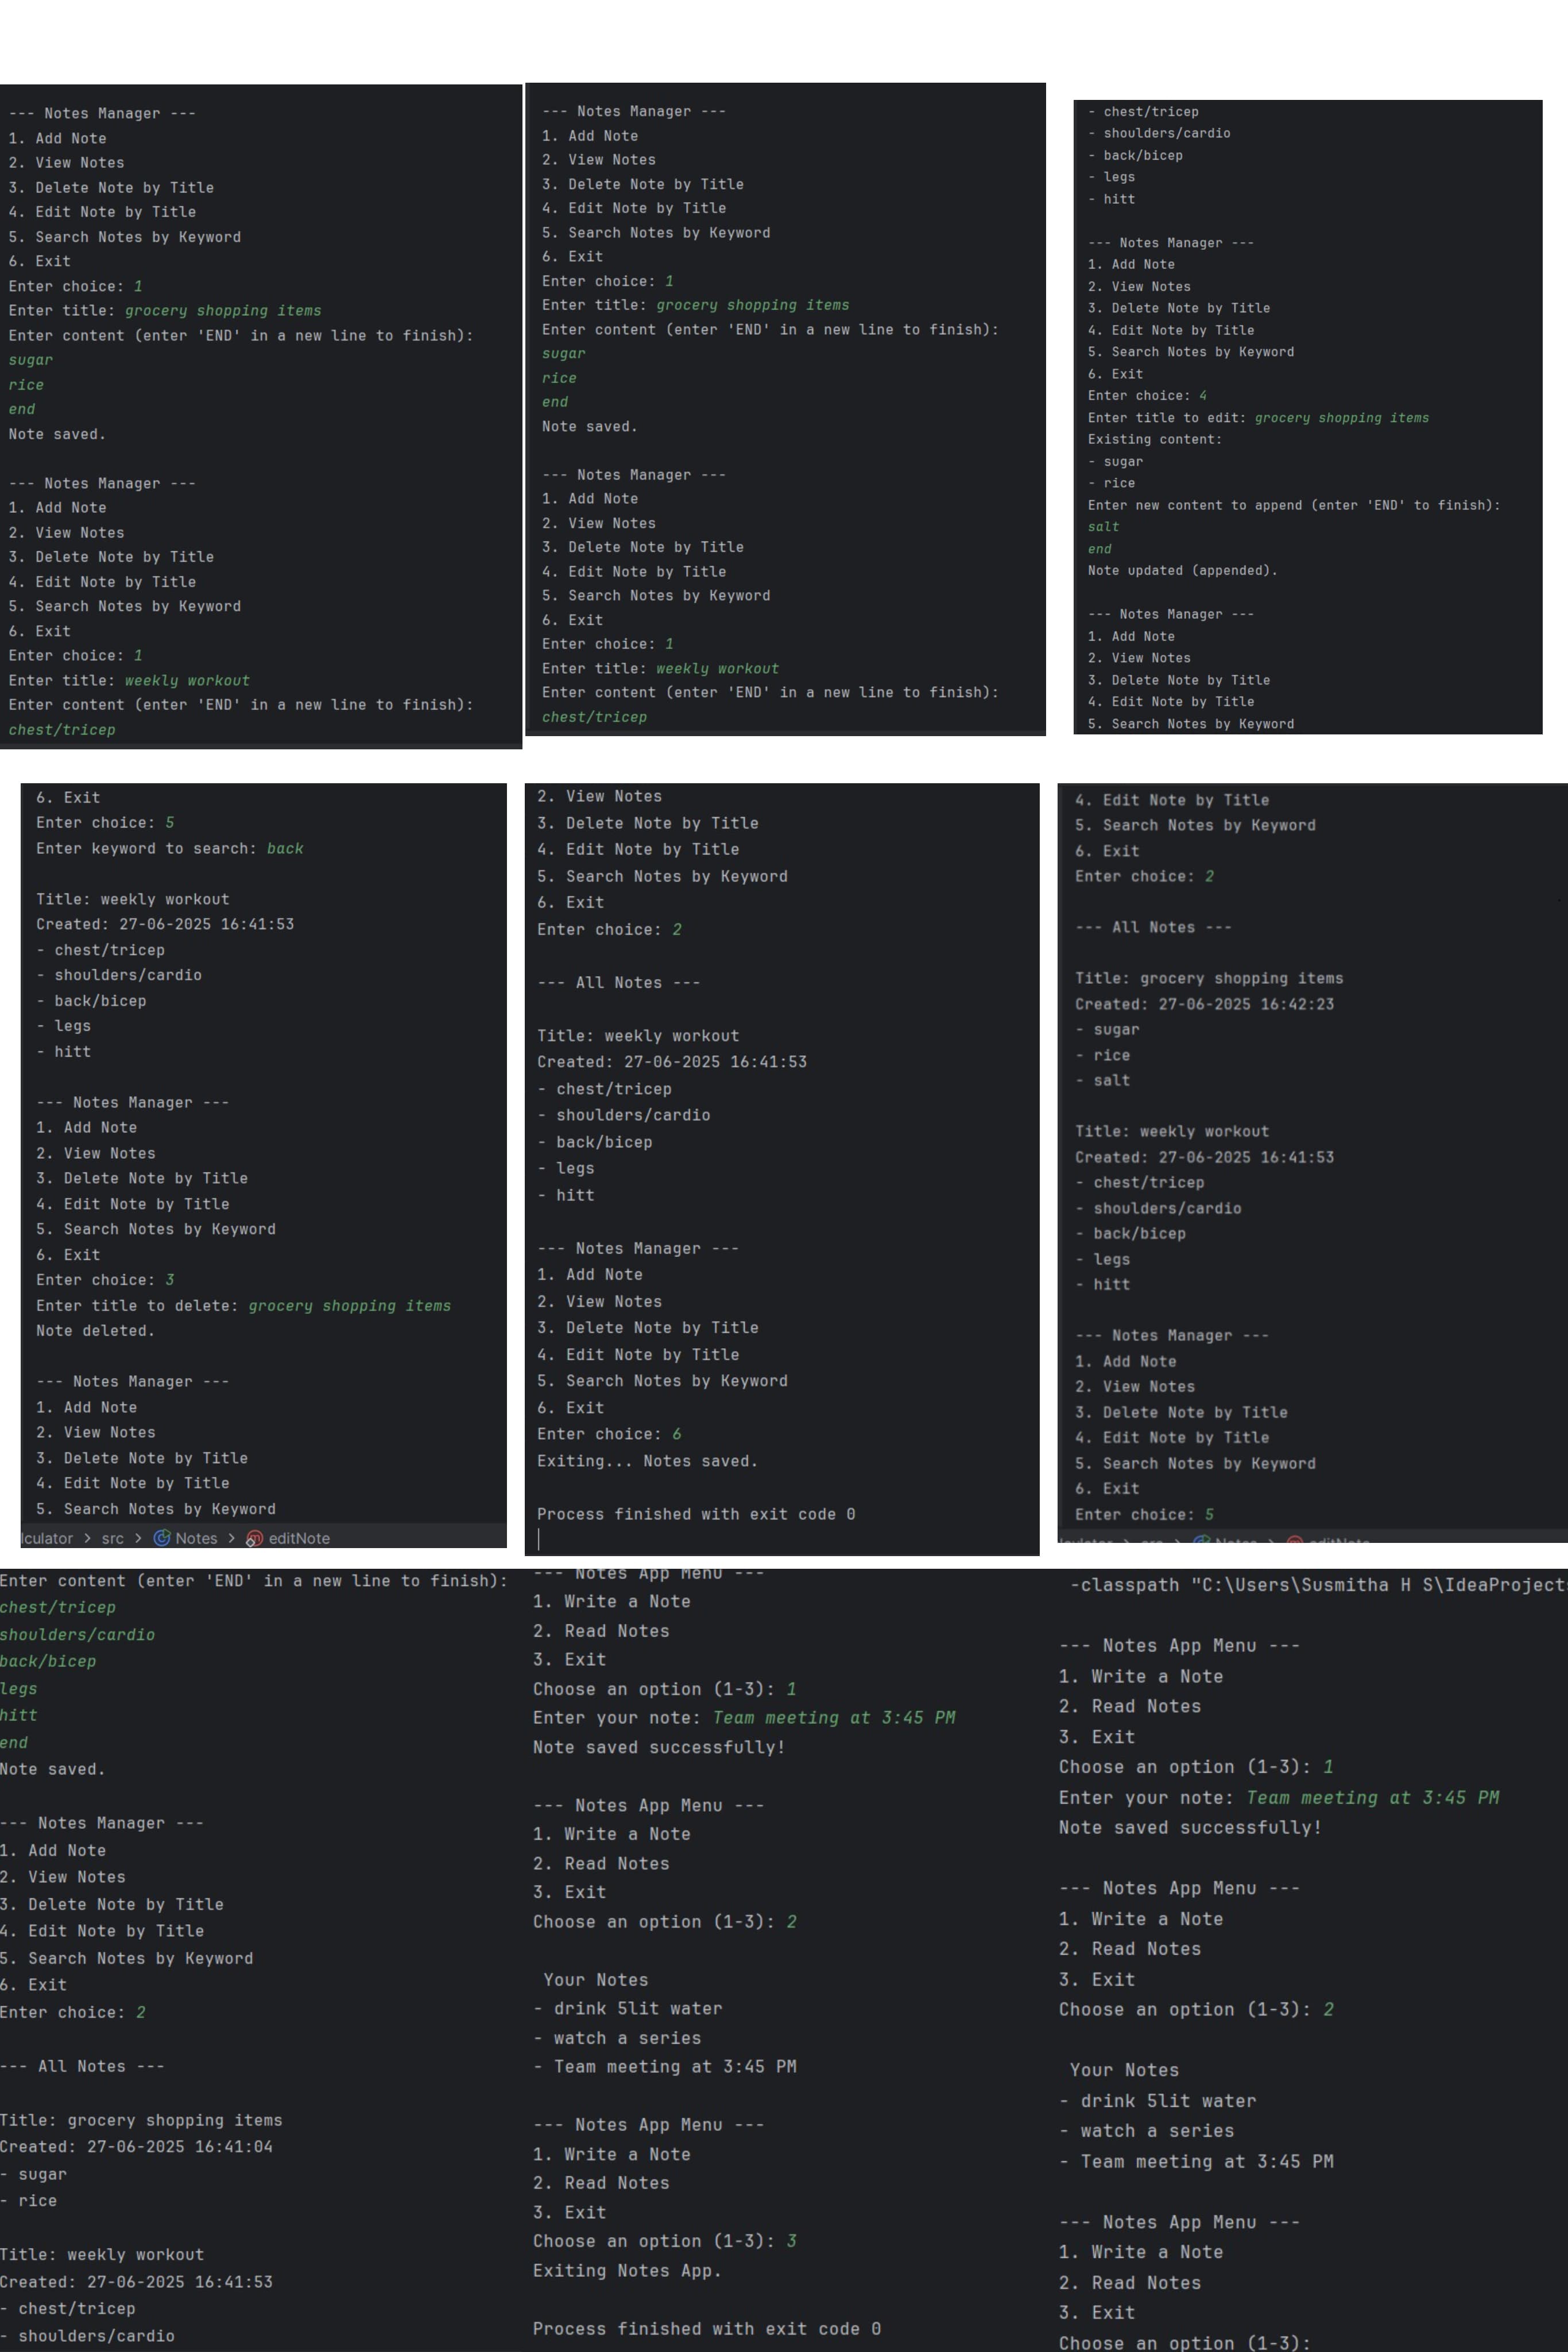 --- Notes Manager ---
1. Add Note
2. View Notes
3. Delete Note by Title
4. Edit Note by Title
5. Search Notes by Keyword
6. Exit
Enter choice: 1
Enter title: grocery shopping items
Enter content (enter 'END' in a new line to finish):
sugar
rice
end
Note saved.
--- Notes Manager ---
1. Add Note
2. View Notes
3. Delete Note by Title
4. Edit Note by Title
5. Search Notes by Keyword
6. Exit
Enter choice: 1
Enter title: weekly workout
Enter content (enter 'END' in a new line to finish):
chest/tricep
--- Notes Manager ---
1. Add Note
2. View Notes
3. Delete Note by Title
4. Edit Note by Title
5. Search Notes by Keyword
6. Exit
Enter choice: 1
Enter title: grocery shopping items
Enter content (enter 'END' in a new line to finish):
sugar
rice
end
Note saved.
--- Notes Manager ---
1. Add Note
2. View Notes
3. Delete Note by Title
4. Edit Note by Title
5. Search Notes by Keyword
6. Exit
Enter choice: 1
Enter title: weekly workout
Enter content (enter 'END' in a new line to finish):
chest/tricep
- chest/tricep
- shoulders/cardio
- back/bicep
- legs
- hitt
--- Notes Manager ---
1. Add Note
2. View Notes
3. Delete Note by Title
4. Edit Note by Title
5. Search Notes by Keyword
6. Exit
Enter choice: 4
Enter title to edit: grocery shopping items
Existing content:
- sugar
- rice
Enter new content to append (enter 'END' to finish):
salt
end
Note updated (appended).
--- Notes Manager ---
1. Add Note
2. View Notes
3. Delete Note by Title
4. Edit Note by Title
5. Search Notes by Keyword
6. Exit
Enter choice: 5
Enter keyword to search: back
Title: weekly workout
Created: 27-06-2025 16:41:53
- chest/tricep
- shoulders/cardio
- back/bicep
- legs
- hitt
--- Notes Manager ---
1. Add Note
2. View Notes
3. Delete Note by Title
4. Edit Note by Title
5. Search Notes by Keyword
6. Exit
Enter choice: 3
Enter title to delete: grocery shopping items
Note deleted.
--- Notes Manager ---
1. Add Note
2. View Notes
3. Delete Note by Title
4. Edit Note by Title
5. Search Notes by Keyword
lculator > src > Notes > editNote
2. View Notes
3. Delete Note by Title
4. Edit Note by Title
5. Search Notes by Keyword
6. Exit
Enter choice: 2
--- All Notes ---
Title: weekly workout
Created: 27-06-2025 16:41:53
- chest/tricep
- shoulders/cardio
- back/bicep
- legs
- hitt
--- Notes Manager ---
1. Add Note
2. View Notes
3. Delete Note by Title
4. Edit Note by Title
5. Search Notes by Keyword
6. Exit
Enter choice: 6
Exiting... Notes saved.
Process finished with exit code 0
4. Edit Note by Title
5. Search Notes by Keyword
6. Exit
Enter choice: 2
--- All Notes ---
Title: grocery shopping items
Created: 27-06-2025 16:42:23
- sugar
- rice
- salt
Title: weekly workout
Created: 27-06-2025 16:41:53
- chest/tricep
- shoulders/cardio
- back/bicep
- legs
- hitt
--- Notes Manager ---
1. Add Note
2. View Notes
3. Delete Note by Title
4. Edit Note by Title
5. Search Notes by Keyword
6. Exit
Enter choice: 5
Enter content (enter 'END' in a new line to finish):
chest/tricep
shoulders/cardio
back/bicep
legs
hitt
end
Note saved.
--- Notes Manager ---
1. Add Note
2. View Notes
3. Delete Note by Title
4. Edit Note by Title
5. Search Notes by Keyword
6. Exit
Enter choice: 2
--- All Notes ---
Title: grocery shopping items
Created: 27-06-2025 16:41:04
- sugar
- rice
Title: weekly workout
Created: 27-06-2025 16:41:53
- chest/tricep
- shoulders/cardio
--- Notes App Menu ---
1. Write a Note
2. Read Notes
3. Exit
Choose an option (1-3): 1
Enter your note: Team meeting at 3:45 PM
Note saved successfully!
--- Notes App Menu ---
1. Write a Note
2. Read Notes
3. Exit
Choose an option (1-3): 2
Your Notes
- drink 5lit water
- watch a series
- Team meeting at 3:45 PM
--- Notes App Menu ---
1. Write a Note
2. Read Notes
3. Exit
Choose an option (1-3): 3
Exiting Notes App.
Process finished with exit code 0
-classpath "C:\Users\Susmitha H S\IdeaProject
--- Notes App Menu ---
1. Write a Note
2. Read Notes
3. Exit
Choose an option (1-3): 1
Enter your note: Team meeting at 3:45 PM
Note saved successfully!
--- Notes App Menu ---
1. Write a Note
2. Read Notes
3. Exit
Choose an option (1-3): 2
Your Notes
- drink 5lit water
- watch a series
- Team meeting at 3:45 PM
--- Notes App Menu ---
1. Write a Note
2. Read Notes
3. Exit
Choose an option (1-3):